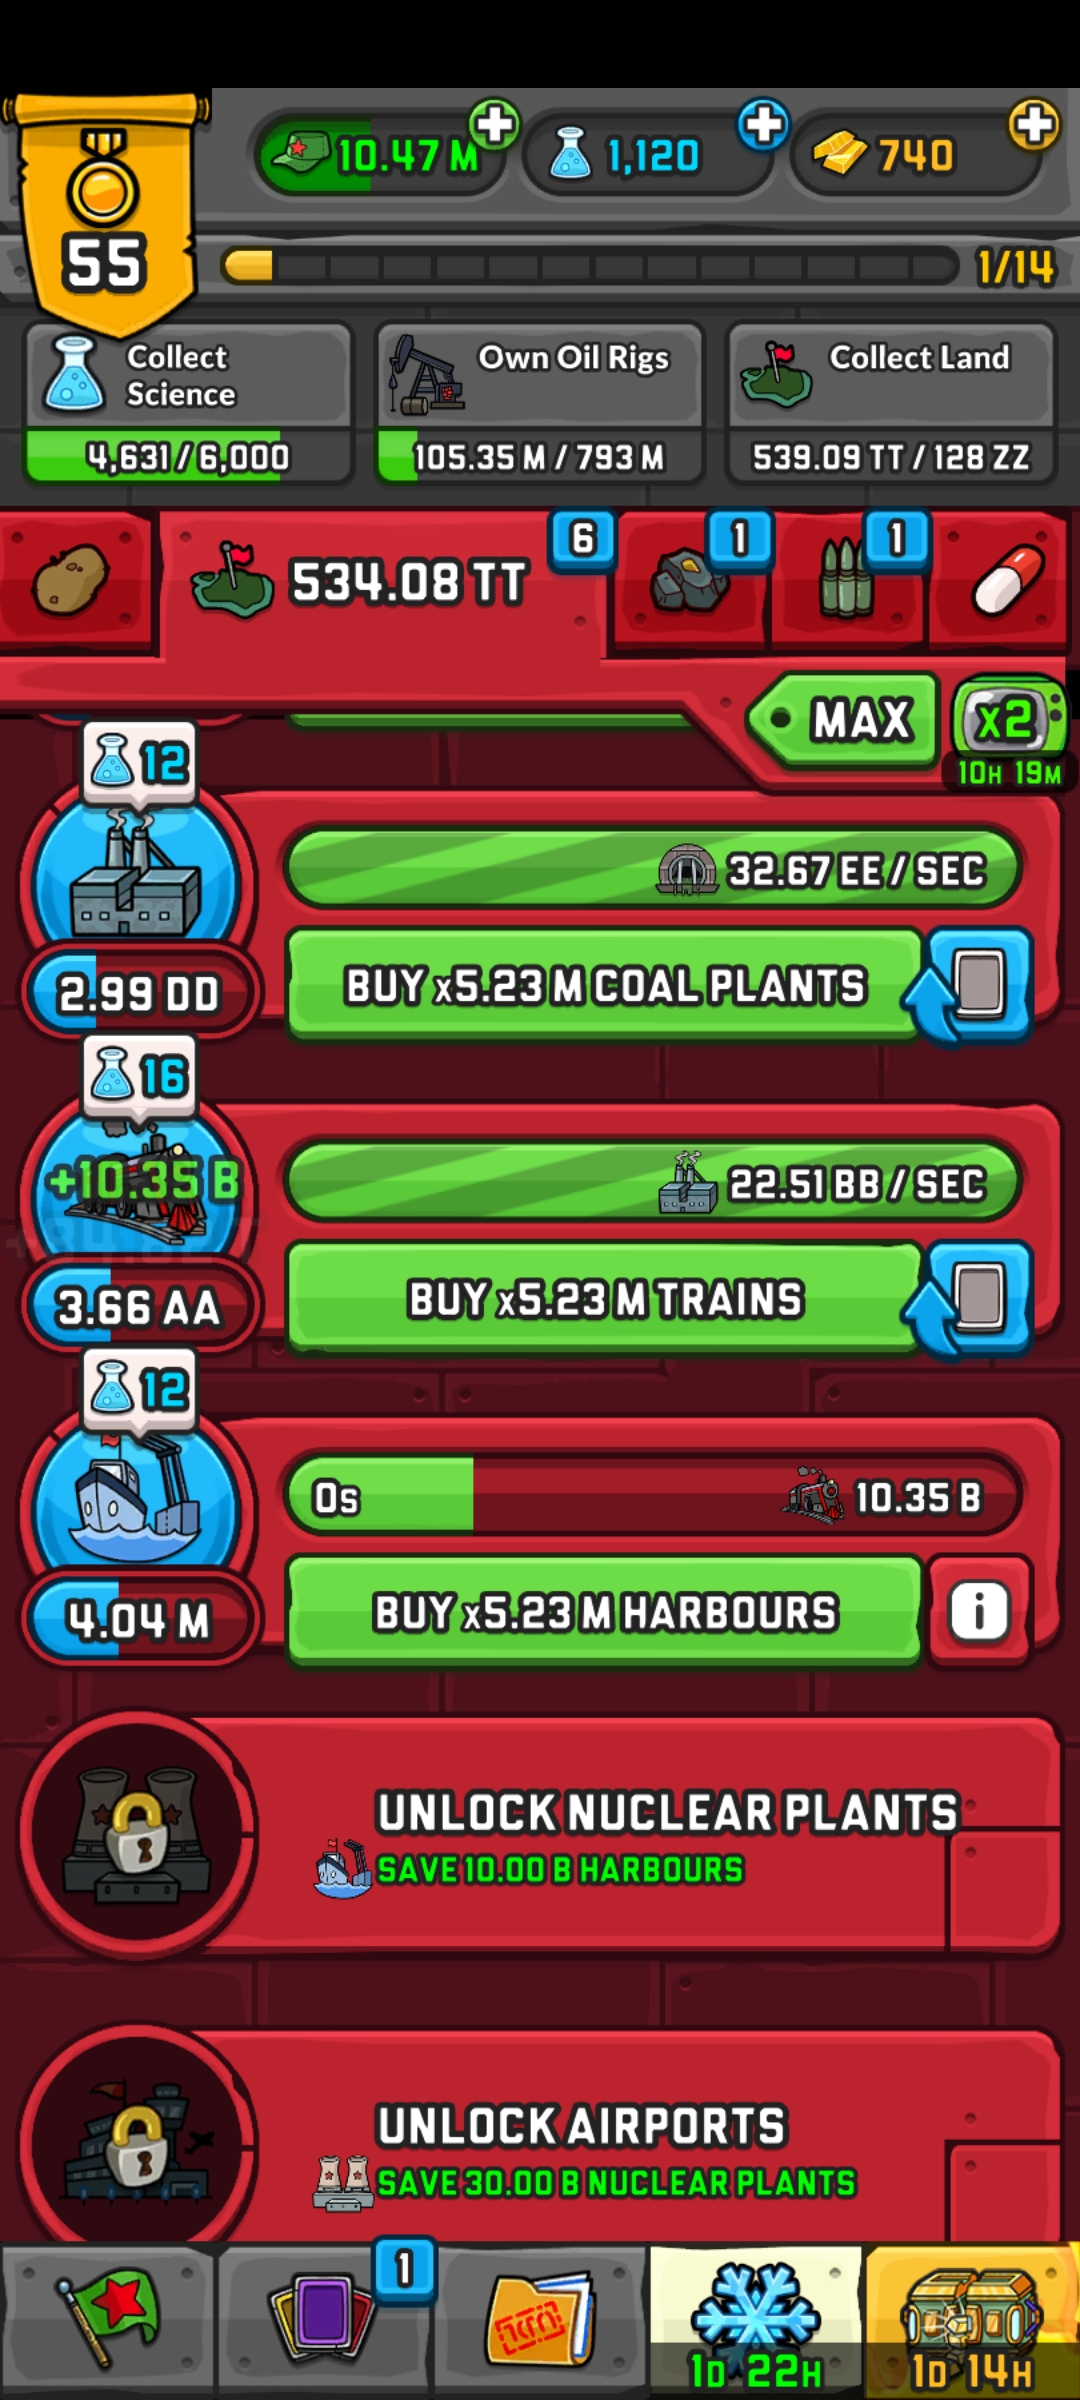 10.47 M
1,120
740
55
1/14
Collect
Science
4,631 / 6,000
Own Oil Rigs
105.35 M / 793 M
Collect Land
539.09 TT / 128 ZZ
534.08 TT
6
1
1
MAX
x2
10H 19M
12
32.67 EE / SEC
2.99 DD
BUY x5.23 M COAL PLANTS
16
+10.35 B
22.51 BB / SEC
3.66 AA
BUY x5.23 M TRAINS
12
0s
10.35 B
4.04 M
BUY x5.23 M HARBOURS
i
UNLOCK NUCLEAR PLANTS
SAVE 10.00 B HARBOURS
UNLOCK AIRPORTS
SAVE 30.00 B NUCLEAR PLANTS
1
1D 22H
1D 14H